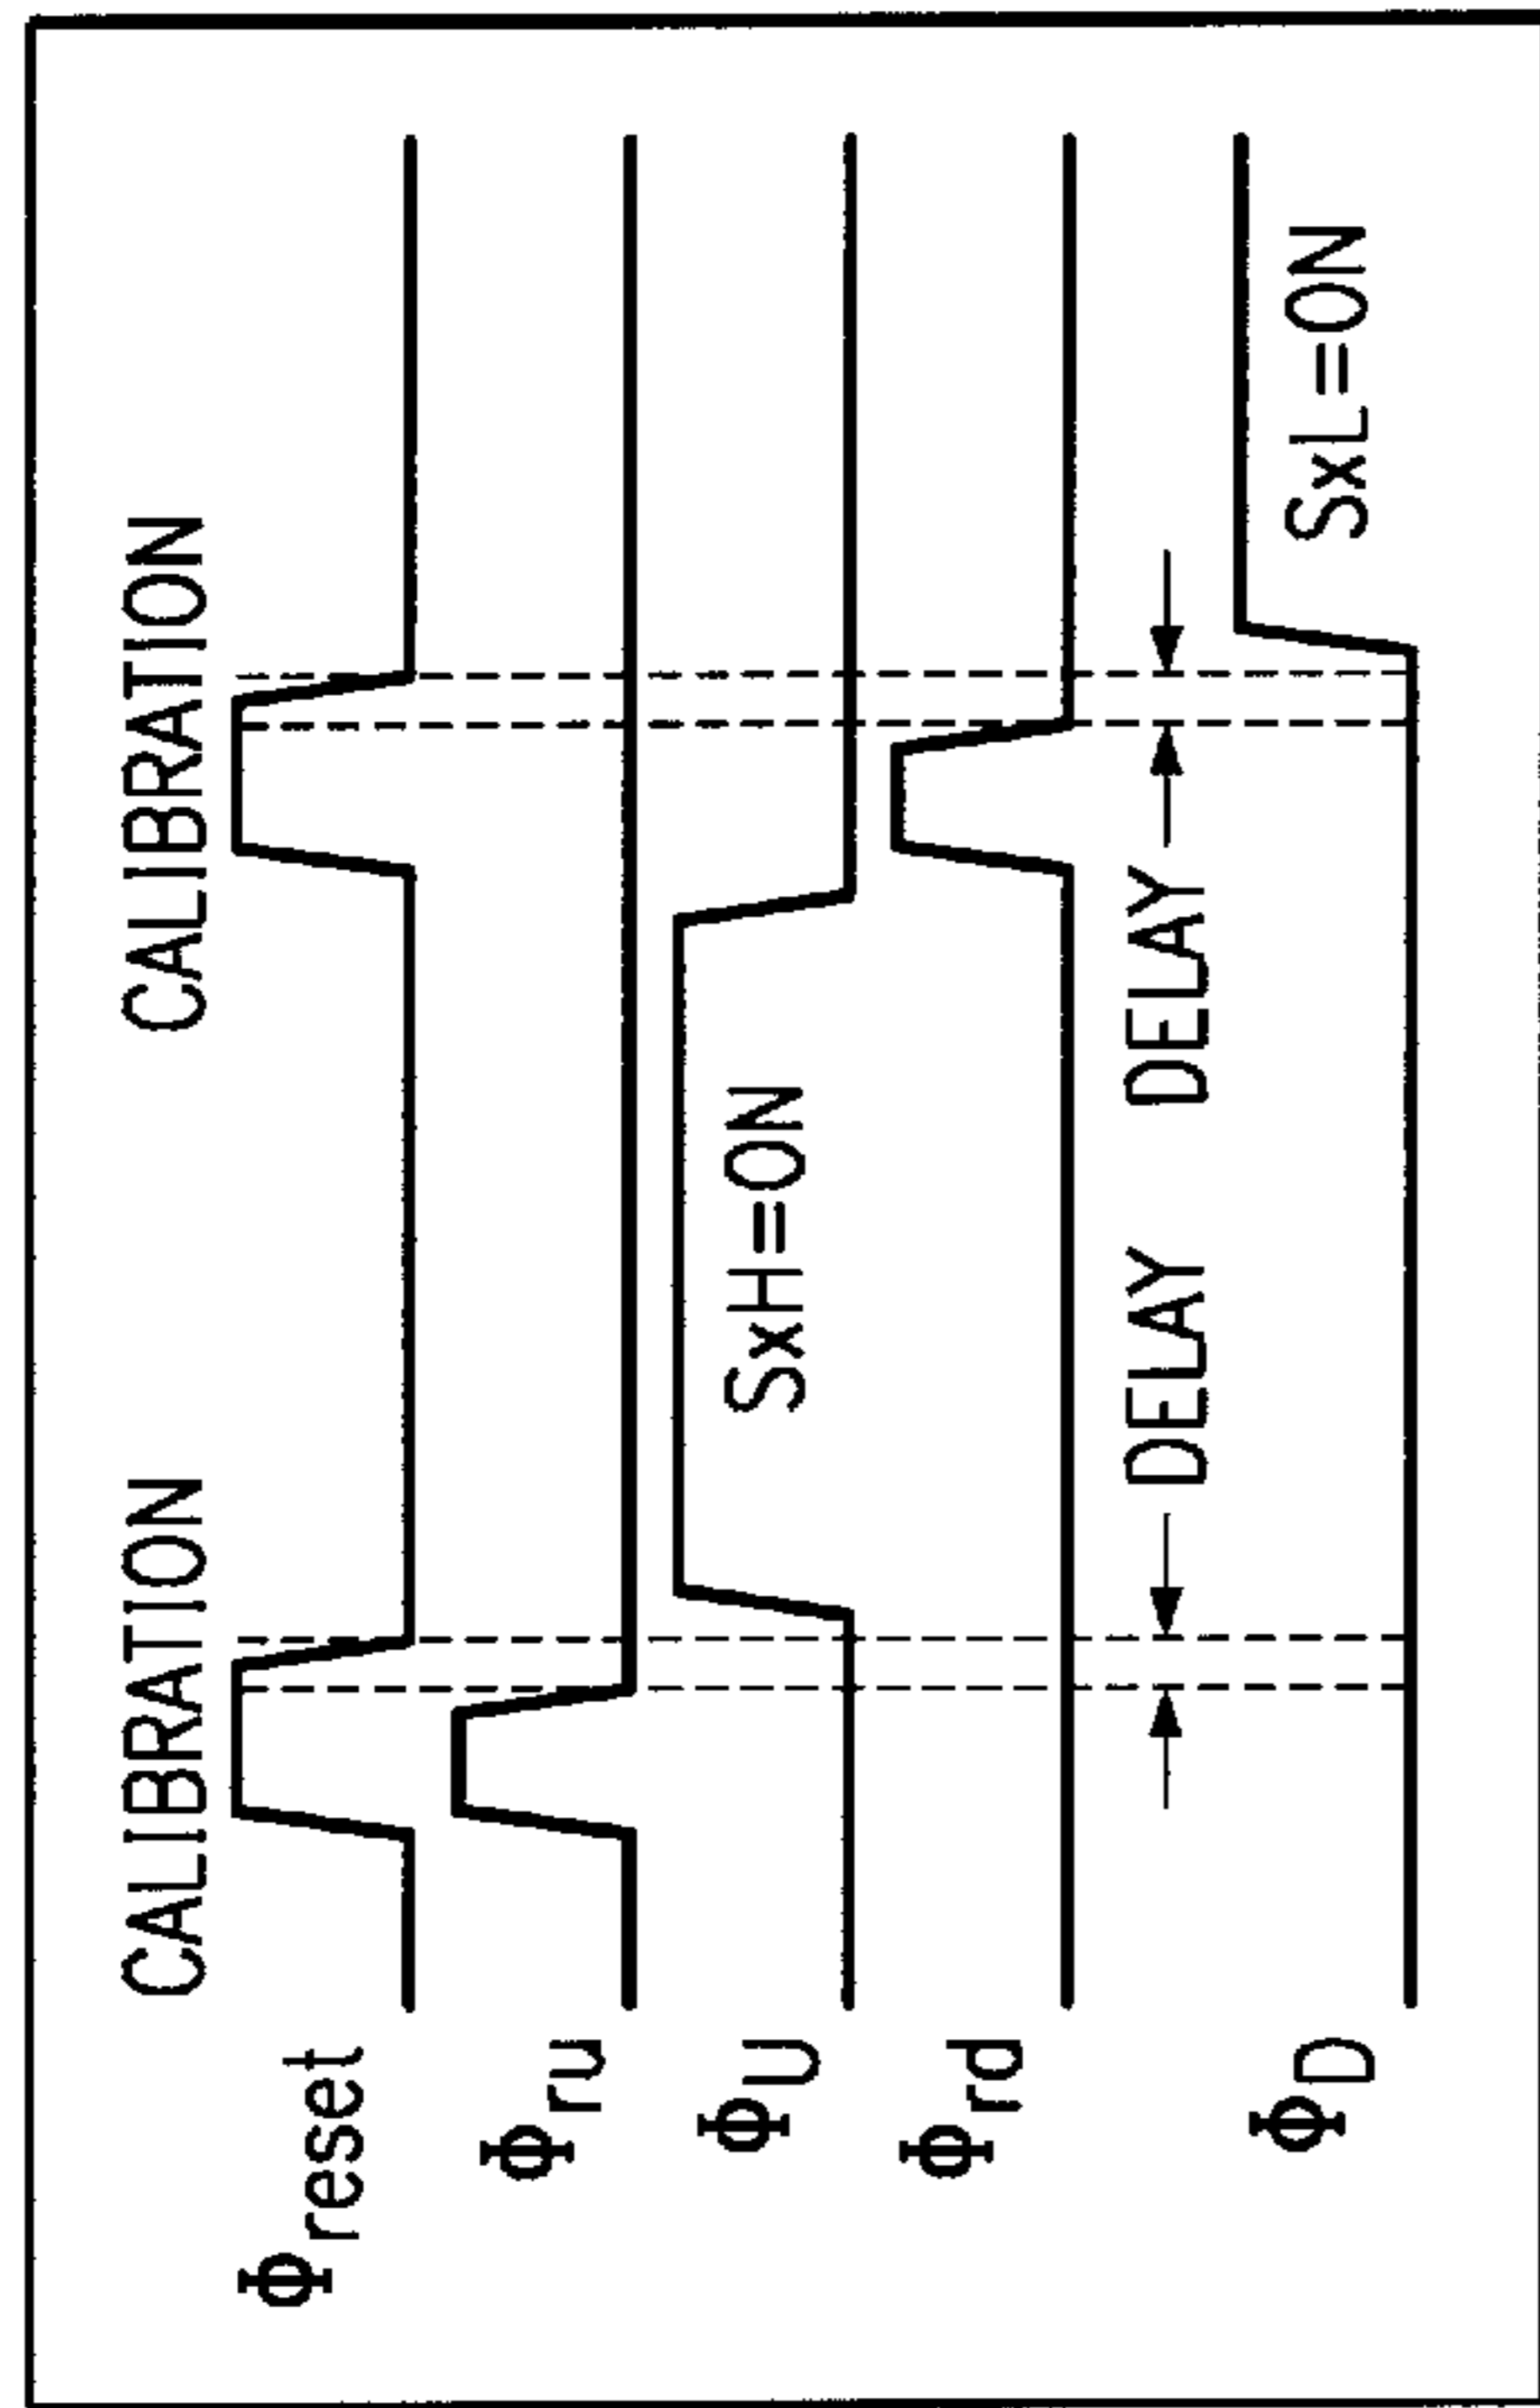 CALIBRATION CALIBRATION
Φreset
Φru
ΦU
SxH=ON
Φrd
DELAY DELAY
ΦD
SxL=ON